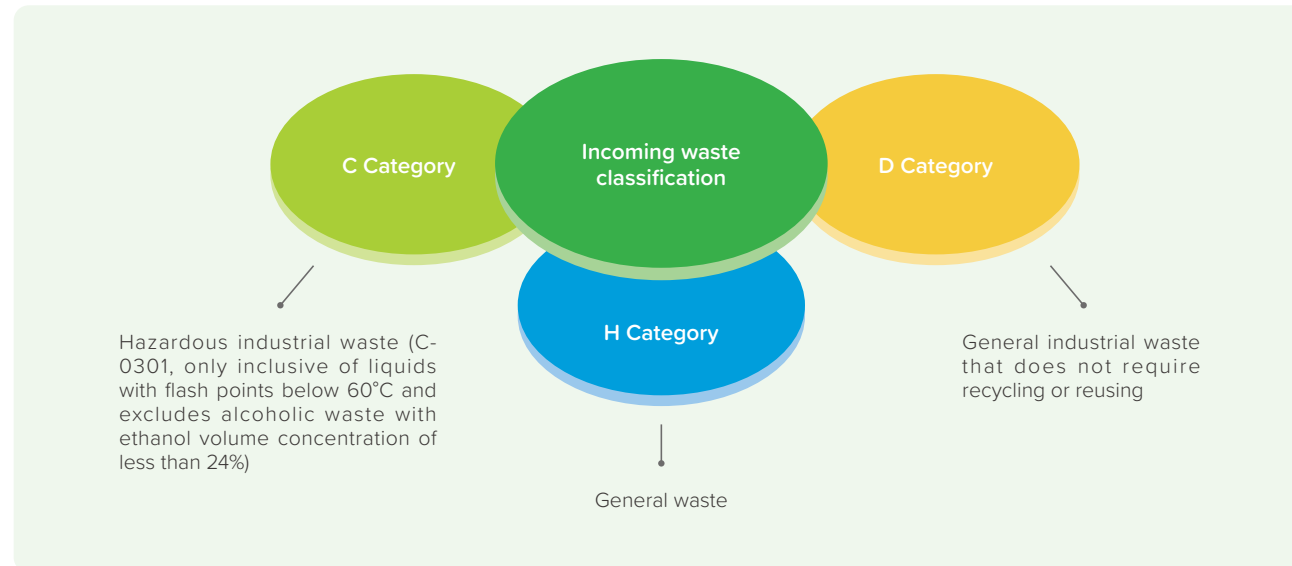 C Category
Incoming waste
classification
D Category
H Category
Hazardous industrial waste (C-
0301, only inclusive of liquids
with flash points below 60°C and
excludes alcoholic waste with
ethanol volume concentration of
less than 24%)
General industrial waste
that does not require
recycling or reusing
General waste